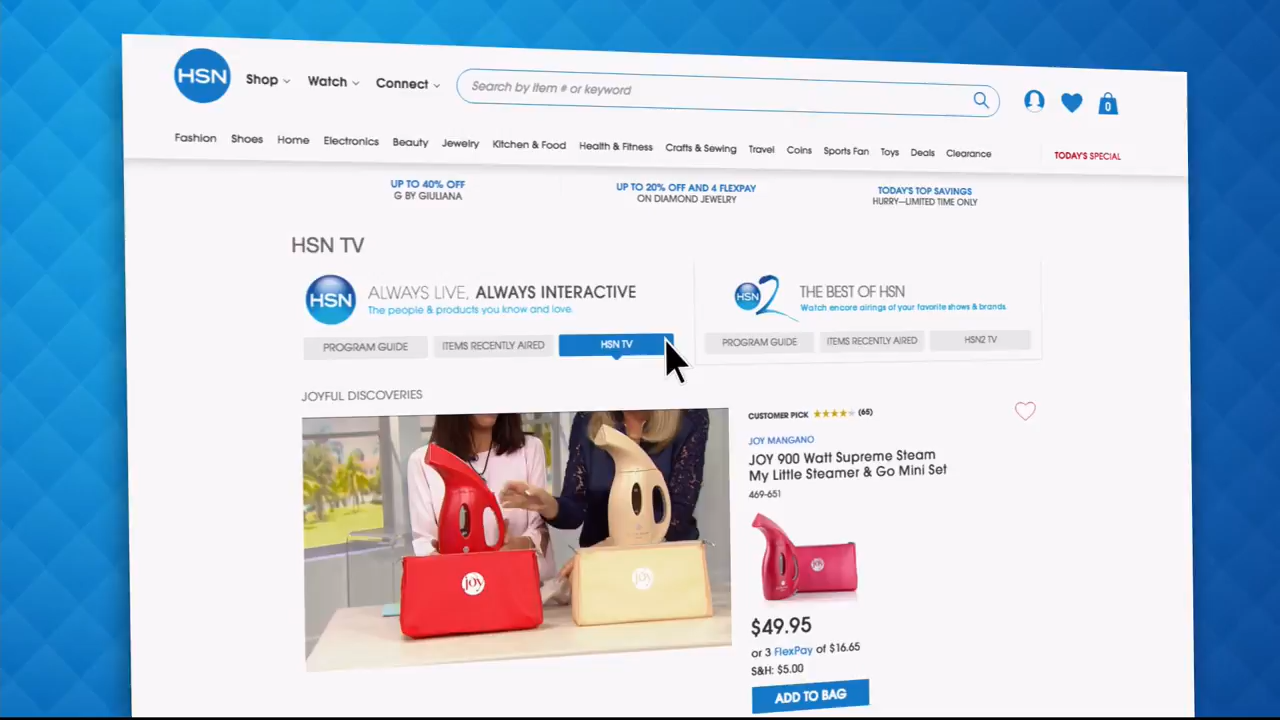 HSN
Shop
Watch
Connect
Search by item # or keyword
0
Fashion
Shoes
Home
Electronics
Beauty
Jewelry
Kitchen & Food
Health & Fitness
Crafts & Sewing
Travel
Coins
Sports Fan
Toys
Deals
Clearance
TODAY'S SPECIAL
UP TO 40% OFF
G BY GIULIANA
UP TO 20% OFF AND 4 FLEXPAY
ON DIAMOND JEWELRY
TODAY'S TOP SAVINGS
HURRY—LIMITED TIME ONLY
HSN TV
HSN
ALWAYS LIVE, ALWAYS INTERACTIVE
The people & products you know and love.
PROGRAM GUIDE
ITEMS RECENTLY AIRED
HSN TV
HSN2
THE BEST OF HSN
Watch encore airings of your favorite shows & brands.
PROGRAM GUIDE
ITEMS RECENTLY AIRED
HSN2 TV
JOYFUL DISCOVERIES
joy
joy
CUSTOMER PICK
(65)
JOY MANGANO
JOY 900 Watt Supreme Steam
My Little Steamer & Go Mini Set
469-651
joy
$49.95
or 3 FlexPay of $16.65
S&H: $5.00
ADD TO BAG